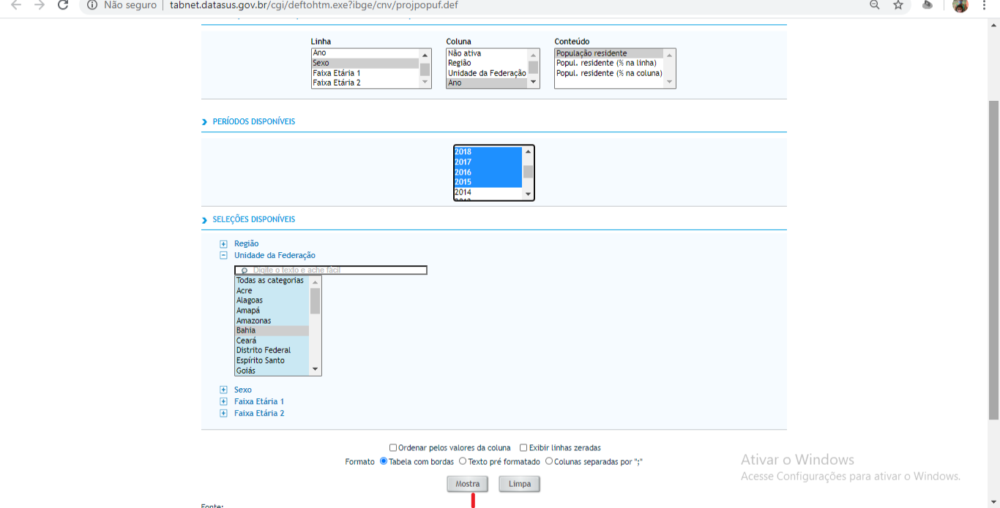 Não seguro | tabnet.datasus.gov.br/cgi/deftohtm.exe?ibge/cnv/projpopuf.def
Linha
Ano
Sexo
Faixa Etária 1
Faixa Etária 2
Coluna
Não ativa
Região
Unidade da Federação
Ano
Conteúdo
População residente
Popul. residente (% na linha)
Popul. residente (% na coluna)
PERÍODOS DISPONÍVEIS
2018
2017
2016
2015
2014
SELEÇÕES DISPONÍVEIS
Região
Unidade da Federação
Digite o texto e ache fácil
Todas as categorias
Acre
Alagoas
Amapá
Amazonas
Bahia
Ceará
Distrito Federal
Espírito Santo
Goiás
Sexo
Faixa Etária 1
Faixa Etária 2
Ordenar pelos valores da coluna Exibir linhas zeradas
Formato Tabela com bordas Texto pré formatado Colunas separadas por ";"
Mostra Limpa
Ativar o Windows
Acesse Configurações para ativar o Windows.
Fonte: